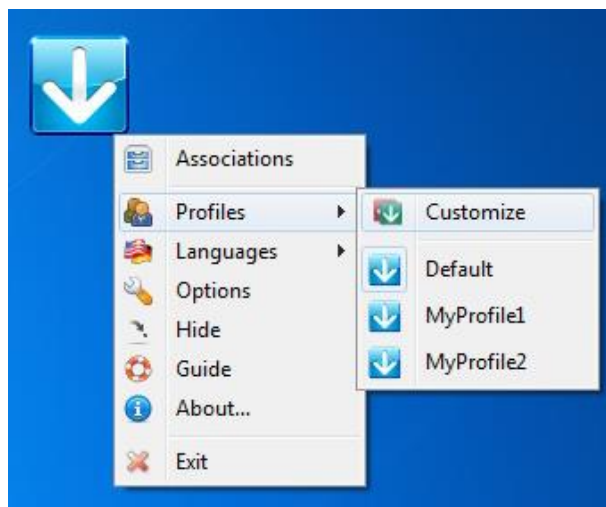 Associations
Profiles
Languages
Options
Hide
Guide
About...
Exit
Customize
Default
MyProfile1
MyProfile2